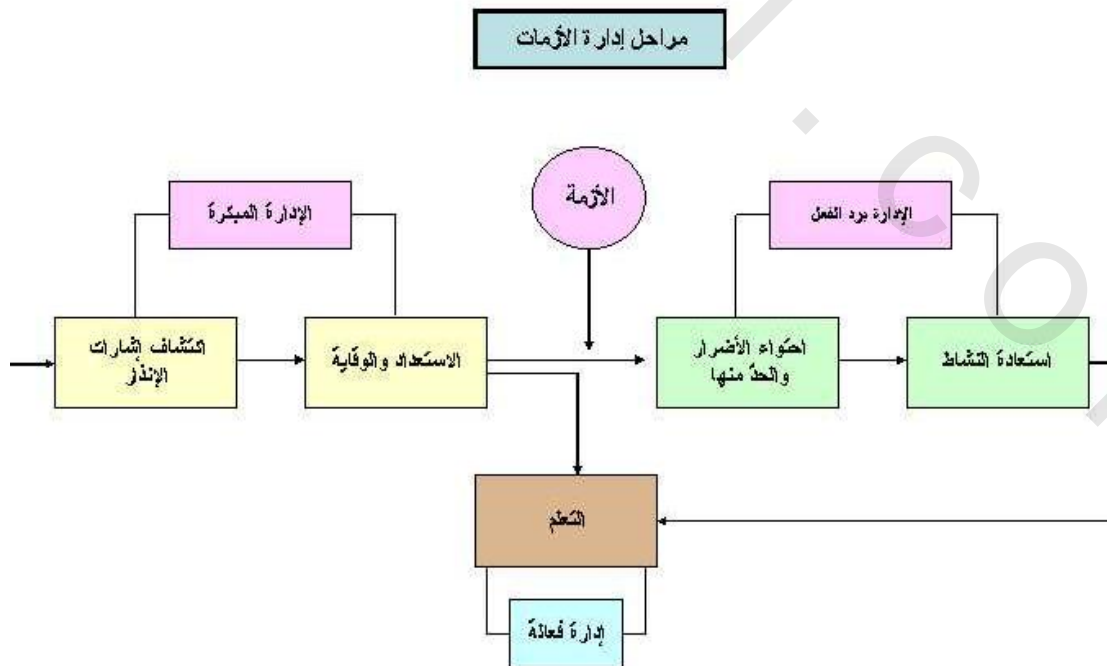 مراحل إدارة الأزمات
الأزمة
الإدارة المبكرة
الإدارة برد الفعل
اكتشاف إشارات
الإنذار
الاستعداد والوقاية
احتواء الأضرار
والحدّ منها
استعادة النشاط
التعلم
إدارة فعالة